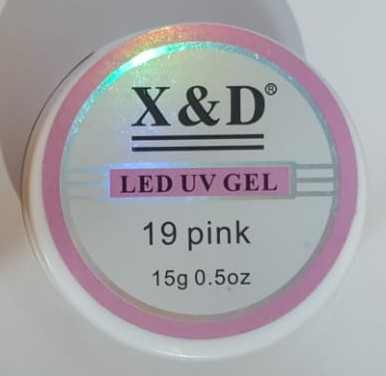 X&D®
LED UV GEL
19 pink
15g 0.5oz